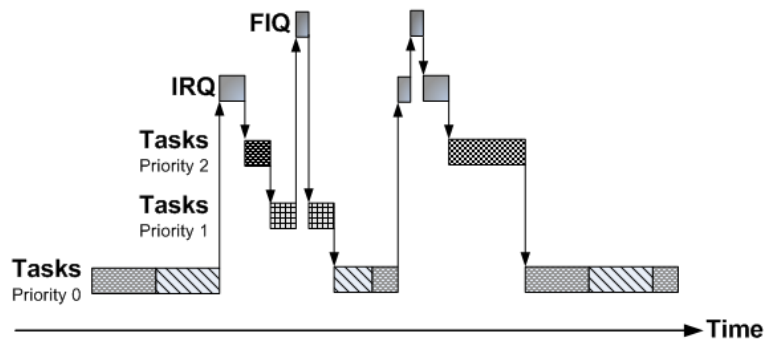 FIQ
IRQ
Tasks
Priority 2
Tasks
Priority 1
Tasks
Priority 0
Time